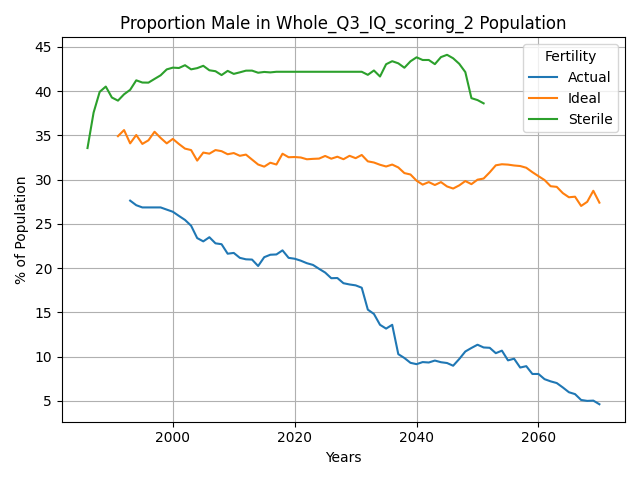 Proportion Male in Whole_Q3_IQ_scoring_2 Population
% of Population
45
40
35
30
25
20
15
10
5
Fertility
Actual
Ideal
Sterile
2000 2020 2040 2060
Years